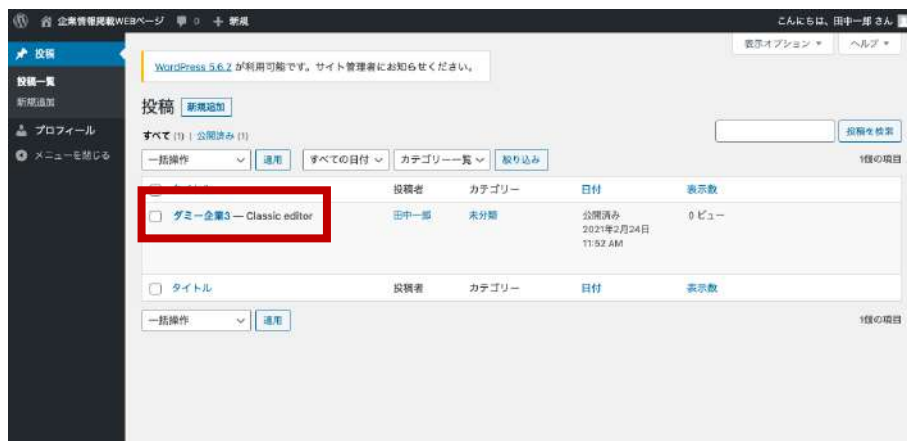 企業情報掲載WEBページ 0 + 新規 こんにちは、田中一郎 さん
投稿
投稿一覧
新規追加
プロフィール
メニューを閉じる
表示オプション ▼ ヘルプ ▼
WordPress 5.6.2 が利用可能です。サイト管理者にお知らせください。
投稿 新規追加
すべて (1) | 公開済み (1)
投稿を検索
一括操作 適用 すべての日付 カテゴリー一覧 絞り込み 1個の項目
投稿者 カテゴリー 日付 表示数
ダミー企業3 — Classic editor 田中一郎 未分類 公開済み 0 ビュー
2021年2月24日
11:52 AM
タイトル 投稿者 カテゴリー 日付 表示数
一括操作 適用 1個の項目